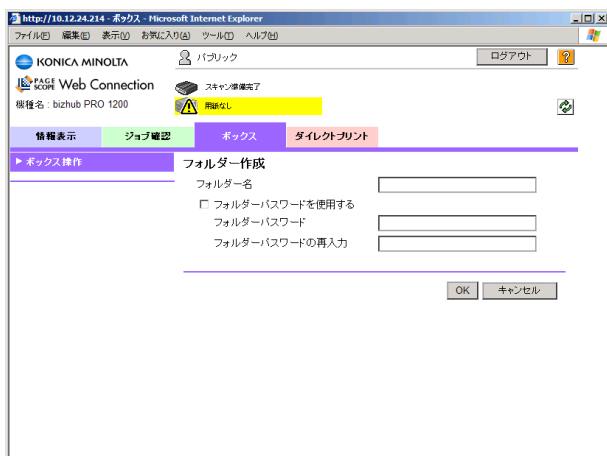 http://10.12.24.214 - ボックス - Microsoft Internet Explorer
ファイル(F) 編集(E) 表示(V) お気に入り(A) ツール(T) ヘルプ(H)
KONICA MINOLTA
パブリック
ログアウト
?
PAGE SCOPE Web Connection
スキャン準備完了
機種名 : bizhub PRO 1200
用紙なし
情報表示 ジョブ確認 ボックス ダイレクトプリント
ボックス操作
フォルダー作成
フォルダー名
フォルダーパスワードを使用する
フォルダーパスワード
フォルダーパスワードの再入力
OK キャンセル